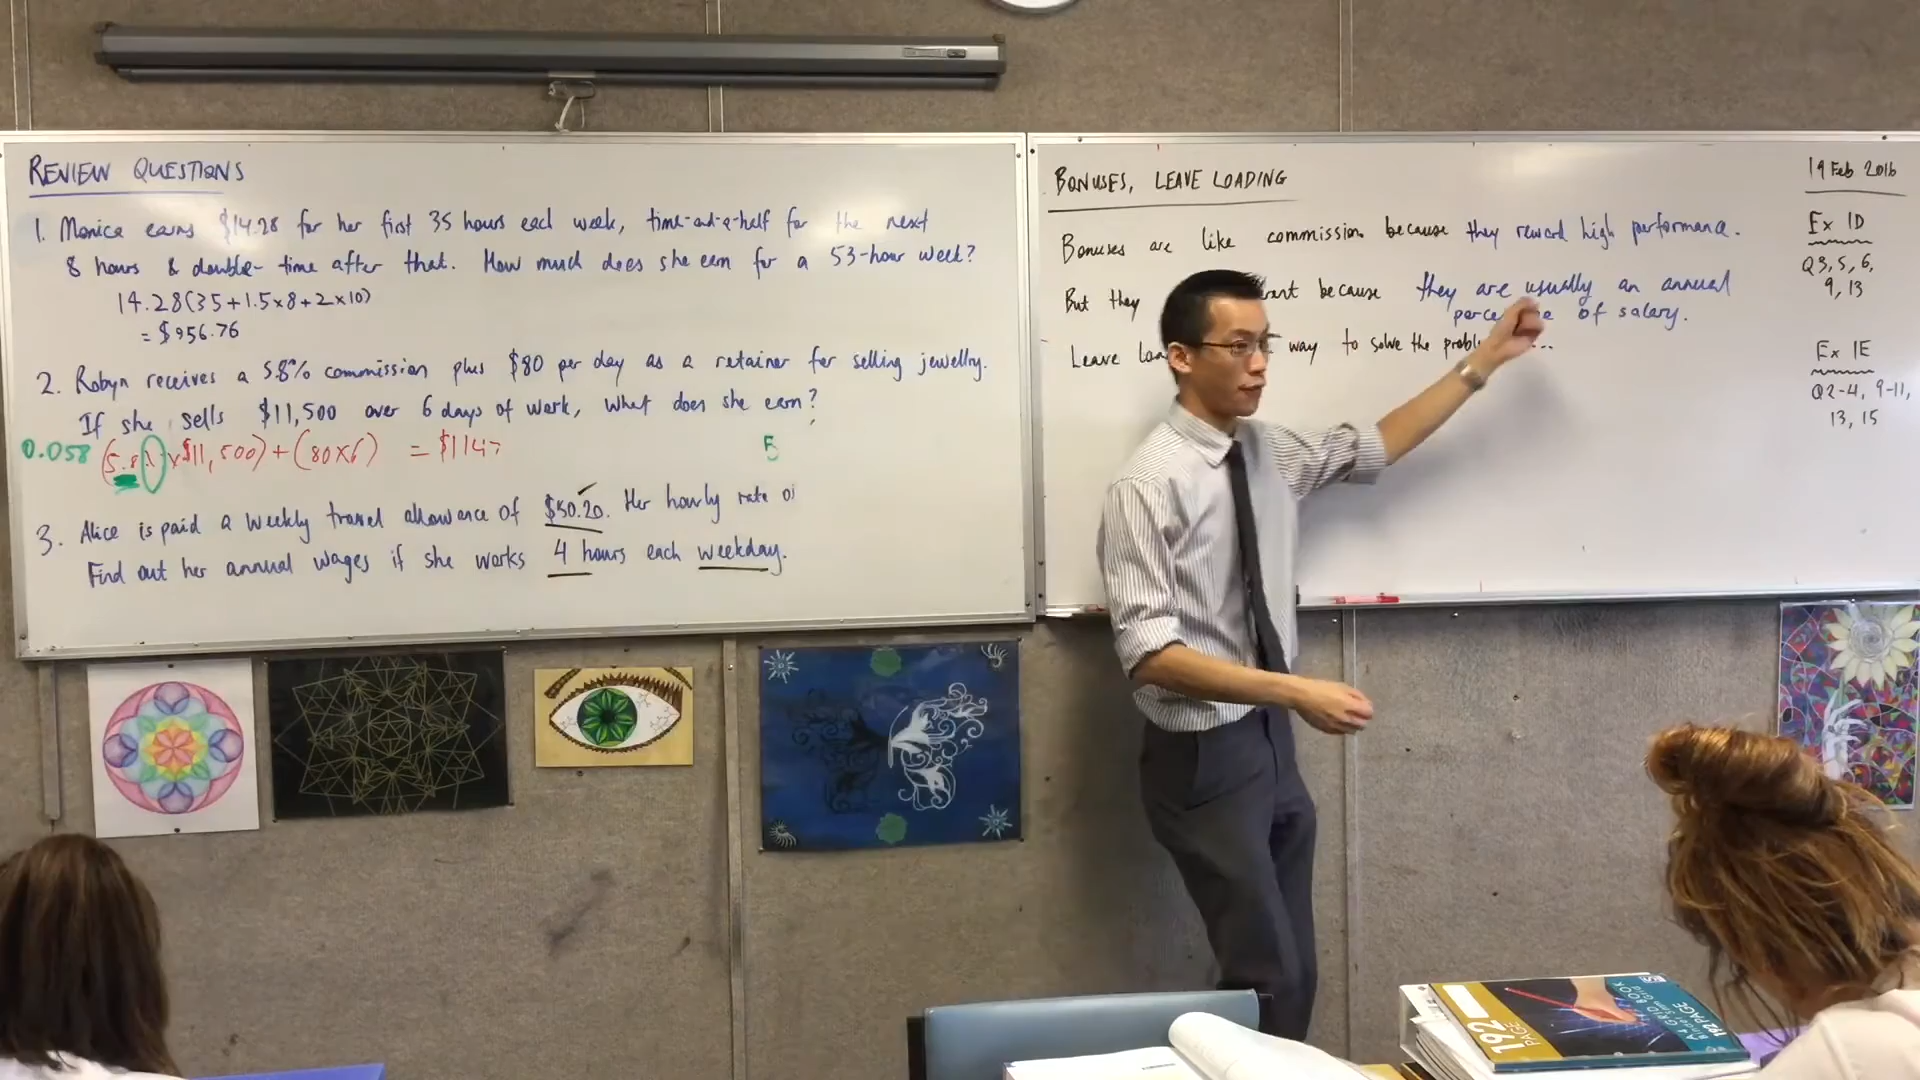 REVIEW QUESTIONS
1. Monica earns $14.28 for her first 35 hours each week, time-and-a-half for the next
8 hours & double-time after that. How much does she earn for a 53-hour week?
14.28(35+1.5×8+2×10)
= $956.76
2. Robyn receives a 5.8% commission plus $80 per day as a retainer for selling jewellry.
If she sells $11,500 over 6 days of work, what does she earn?
0.058 (5.8% × $11,500) + (80×6) = $1147
5
3. Alice is paid a weekly travel allowance of $50.20. Her hourly rate
Find out her annual wages if she works 4 hours each weekday.
BONUSES, LEAVE LOADING
19 Feb 2016
Bonuses are like commission because they reward high performance.
But they because they are usually an annual
of salary.
Leave way to solve the
Ex 1D
Q3, 5, 6,
9, 13
Ex 1E
Q2-4, 9-11,
13, 15
192
PAGE
A4 GRID BOOK
192 PAGE